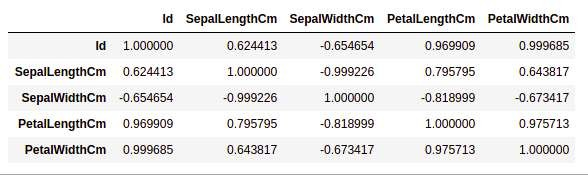 Id SepalLengthCm SepalWidthCm PetalLengthCm PetalWidthCm
Id 1.000000 0.624413 -0.654654 0.969909 0.999685
SepalLengthCm 0.624413 1.000000 -0.999226 0.795795 0.643817
SepalWidthCm -0.654654 -0.999226 1.000000 -0.818999 -0.673417
PetalLengthCm 0.969909 0.795795 -0.818999 1.000000 0.975713
PetalWidthCm 0.999685 0.643817 -0.673417 0.975713 1.000000